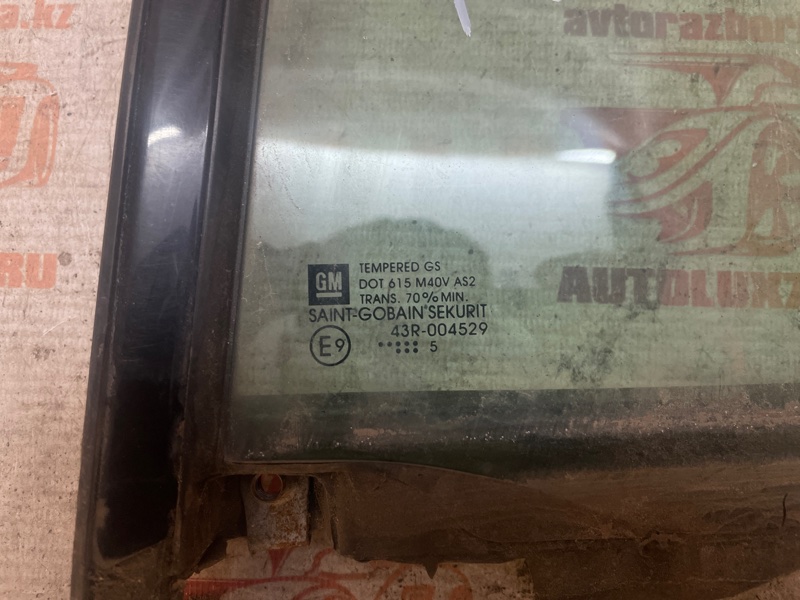 a.kz
avtorazbor
RU
AUTOLUXZ
GM
TEMPERED GS
DOT 615 M40V AS2
TRANS. 70% MIN.
SAINT-GOBAIN SEKURIT
43R-004529
E9
5